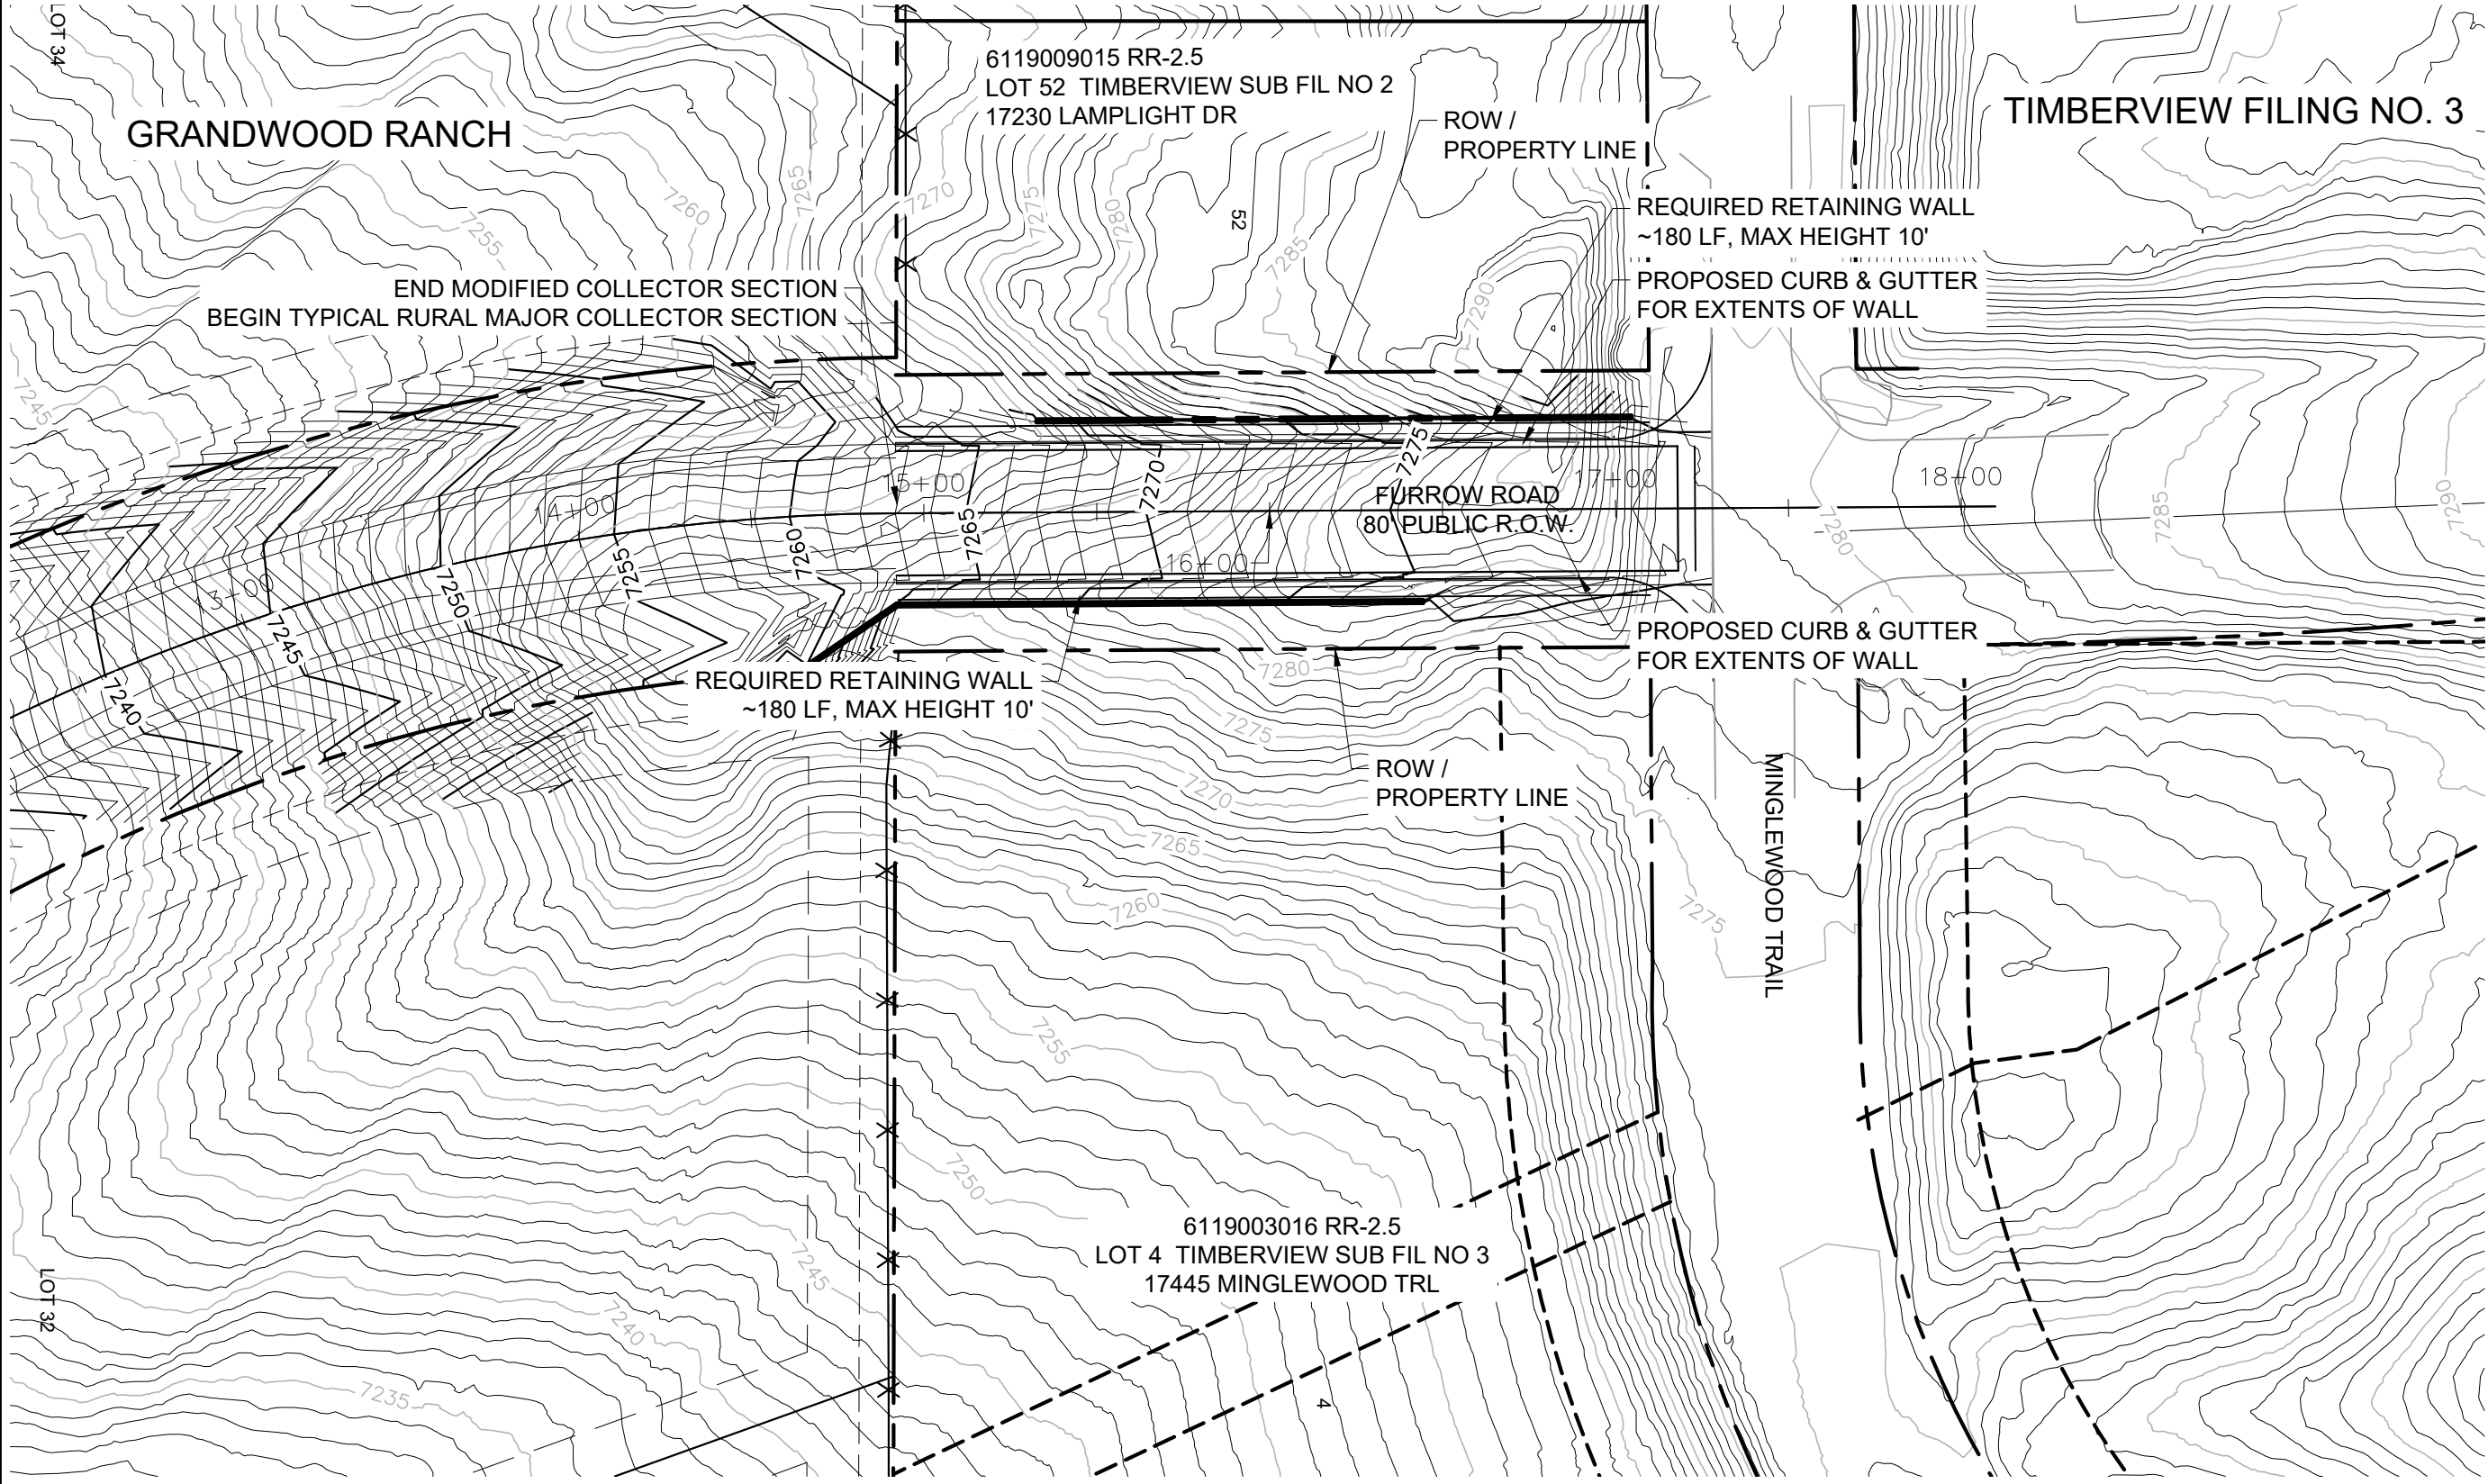 LOT 34
6119009015 RR-2.5
LOT 52 TIMBERVIEW SUB FIL NO 2
17230 LAMPLIGHT DR
GRANDWOOD RANCH
TIMBERVIEW FILING NO. 3
ROW /
PROPERTY LINE
7265
7270
7275
7280
7260
7255
52
7285
REQUIRED RETAINING WALL
~180 LF, MAX HEIGHT 10'
PROPOSED CURB & GUTTER
FOR EXTENTS OF WALL
END MODIFIED COLLECTOR SECTION
BEGIN TYPICAL RURAL MAJOR COLLECTOR SECTION
7290
7245
7275
7270
7265
7260
7255
7250
7245
7240
13+00
14+00
15+00
16+00
17+00
18+00
FURROW ROAD
80' PUBLIC R.O.W.
7280
7285
7290
PROPOSED CURB & GUTTER
FOR EXTENTS OF WALL
REQUIRED RETAINING WALL
~180 LF, MAX HEIGHT 10'
7280
7275
7270
7265
7260
7255
7250
7245
7240
7235
ROW /
PROPERTY LINE
MINGLEWOOD TRAIL
7275
6119003016 RR-2.5
LOT 4 TIMBERVIEW SUB FIL NO 3
17445 MINGLEWOOD TRL
LOT 32
4